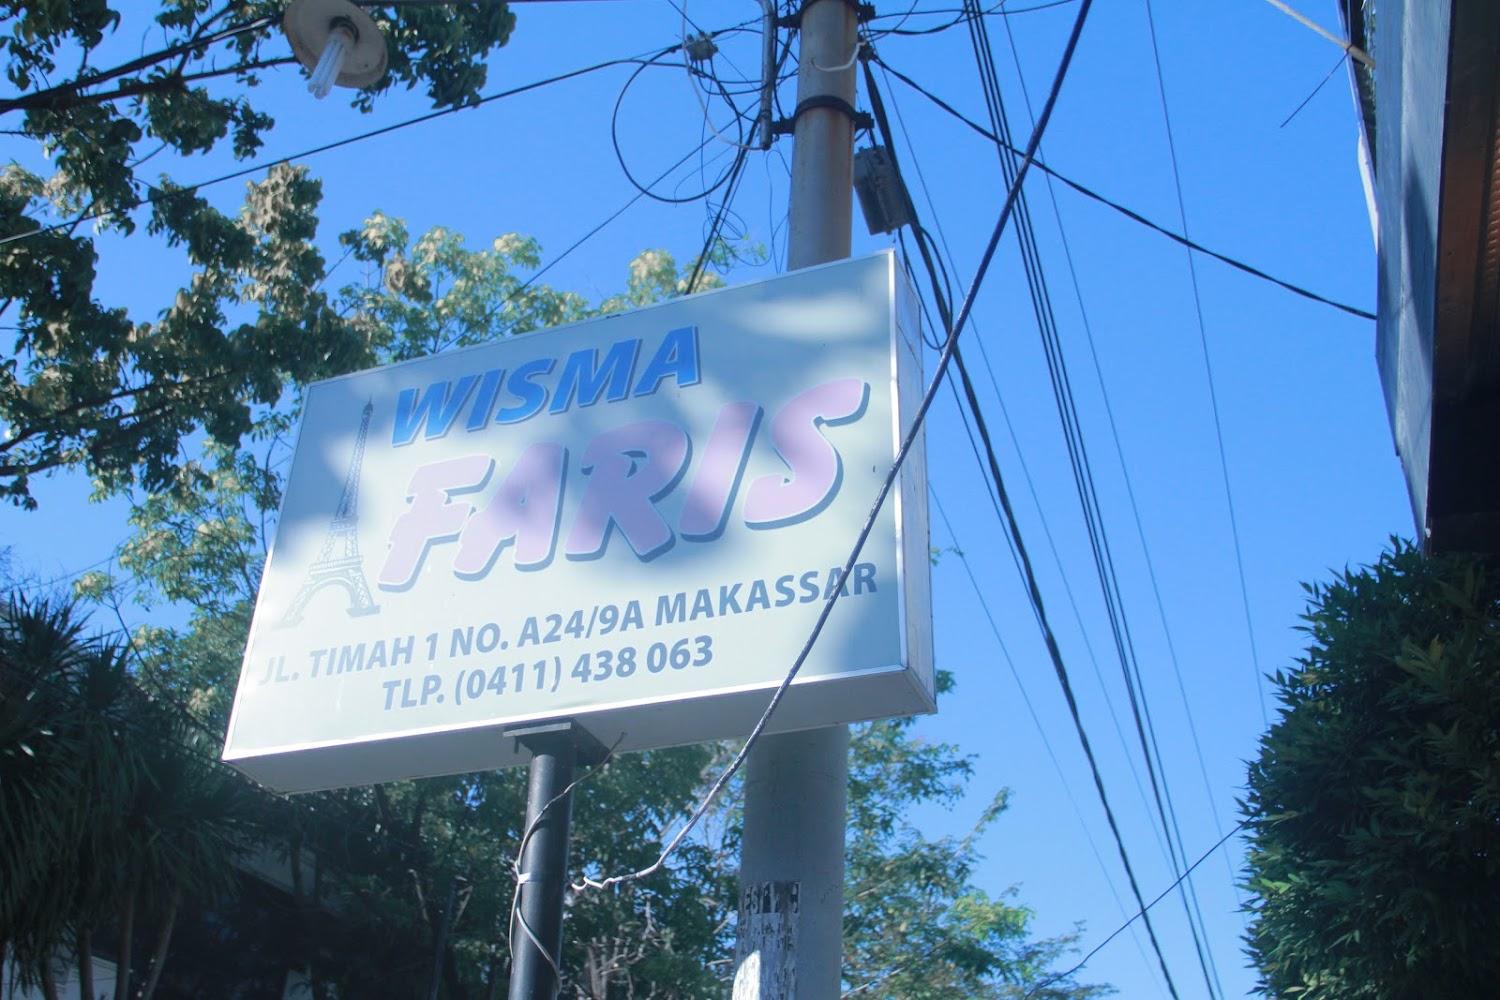 WISMA
FARIS
JL. TIMAH 1 NO. A24/9A MAKASSAR
TLP. (0411) 438 063